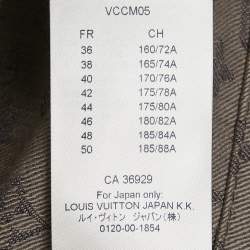 VCCM05
FR CH
36 160/72A
38 165/74A
40 170/76A
42 175/78A
44 175/80A
46 180/82A
48 185/84A
50 185/88A
CA 36929
For Japan only:
LOUIS VUITTON JAPAN K.K.
ルイ・ヴィトン ジャパン(株)
0120-00-1854